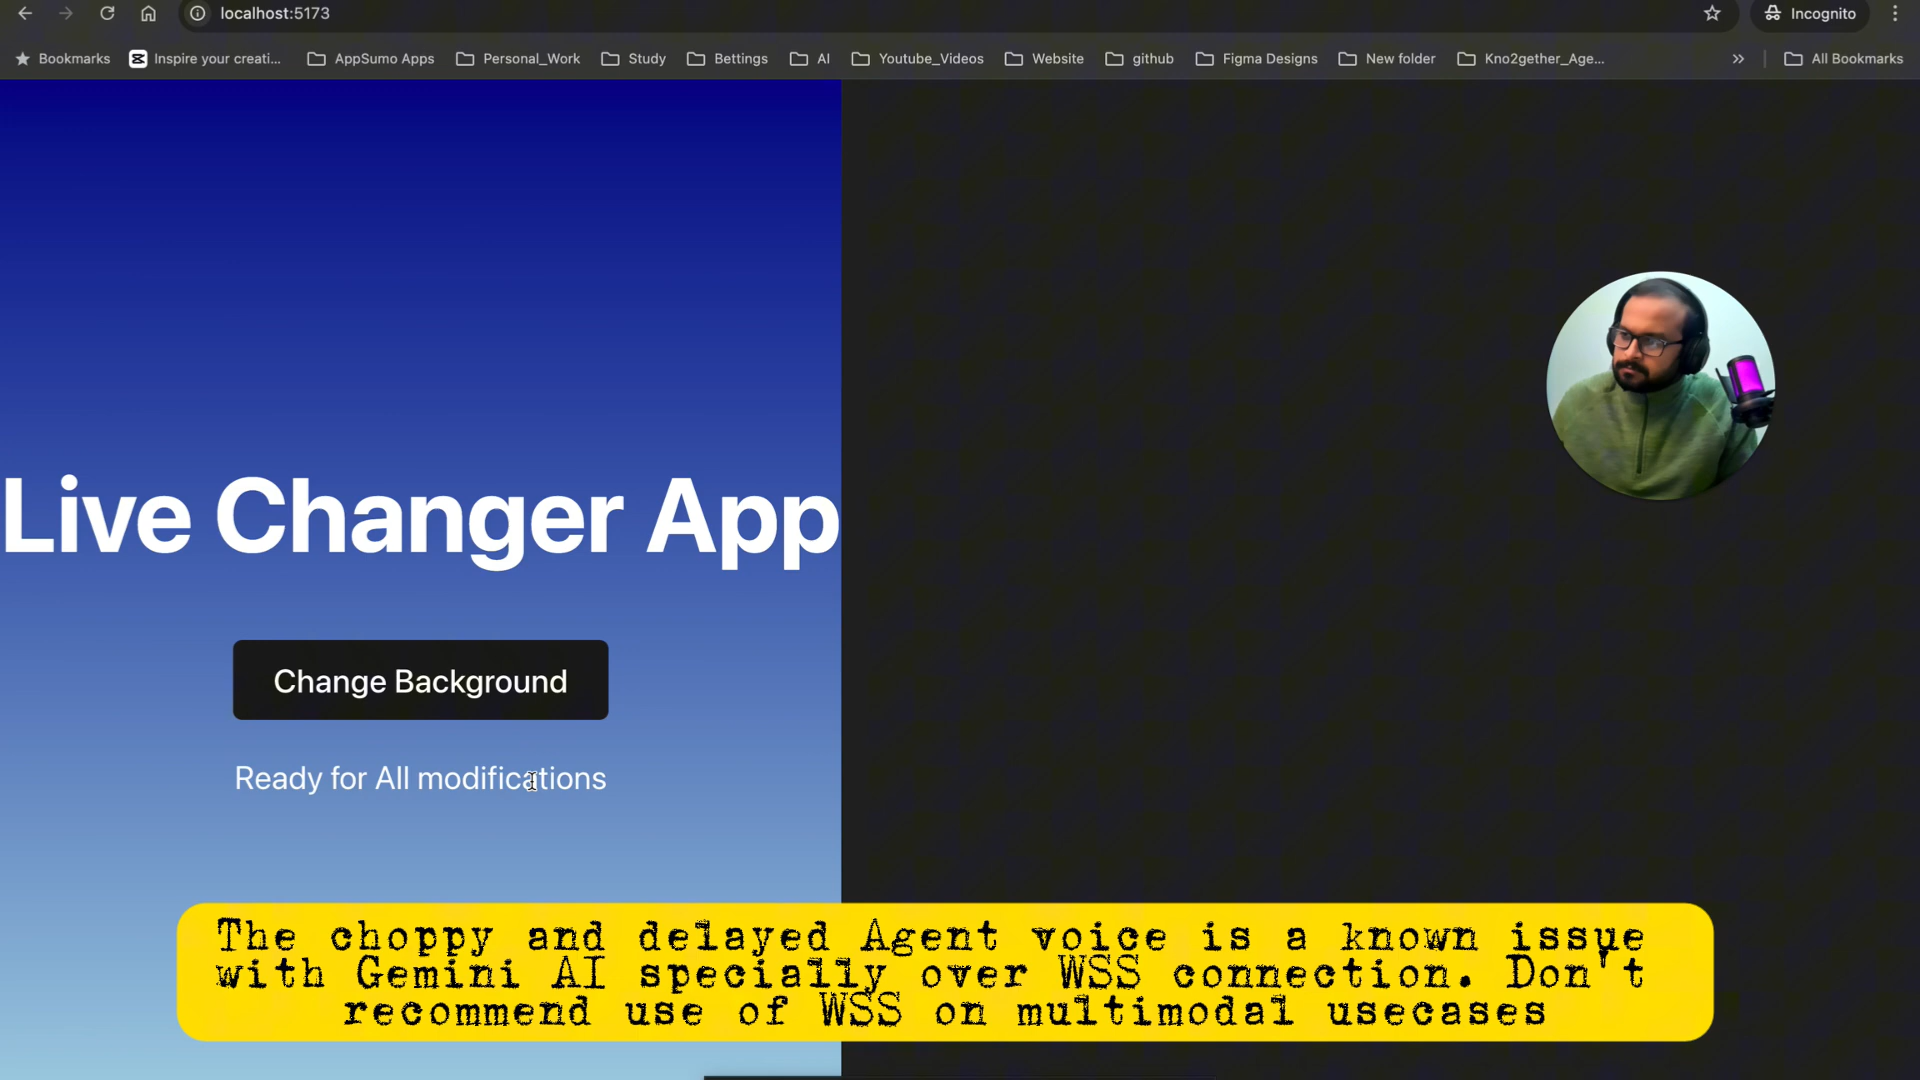 localhost:5173
Incognito
Bookmarks
Inspire your creati...
AppSumo Apps
Personal_Work
Study
Bettings
AI
Youtube_Videos
Website
github
Figma Designs
New folder
Kno2gether_Age...
All Bookmarks
Live Changer App
Change Background
Ready for All modifications
The choppy and delayed Agent voice is a known issue
with Gemini AI specially over WSS connection. Don't
recommend use of WSS on multimodal usecases